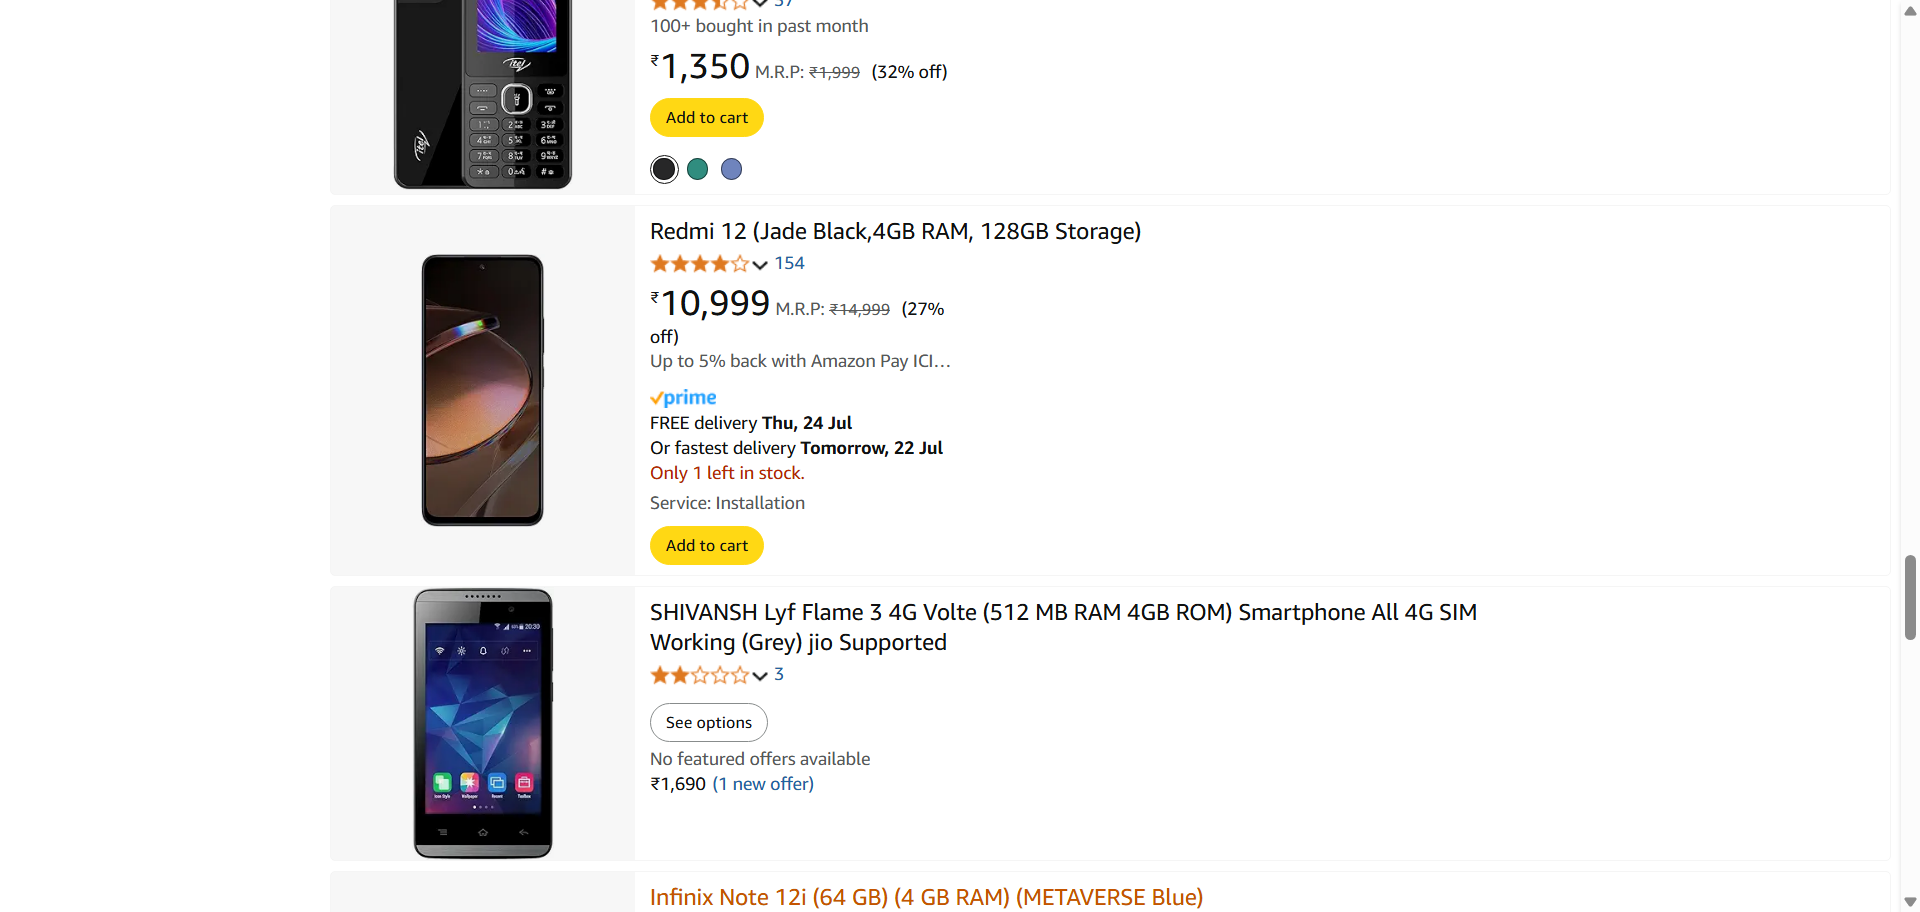 37
100+ bought in past month
₹1,350 M.R.P: ₹1,999 (32% off)
Add to cart
itel
itel
Redmi 12 (Jade Black,4GB RAM, 128GB Storage)
154
₹10,999 M.R.P: ₹14,999 (27%
off)
Up to 5% back with Amazon Pay ICI...
prime
FREE delivery Thu, 24 Jul
Or fastest delivery Tomorrow, 22 Jul
Only 1 left in stock.
Service: Installation
Add to cart
20:30
SHIVANSH Lyf Flame 3 4G Volte (512 MB RAM 4GB ROM) Smartphone All 4G SIM
Working (Grey) jio Supported
3
See options
No featured offers available
₹1,690 (1 new offer)
Infinix Note 12i (64 GB) (4 GB RAM) (METAVERSE Blue)